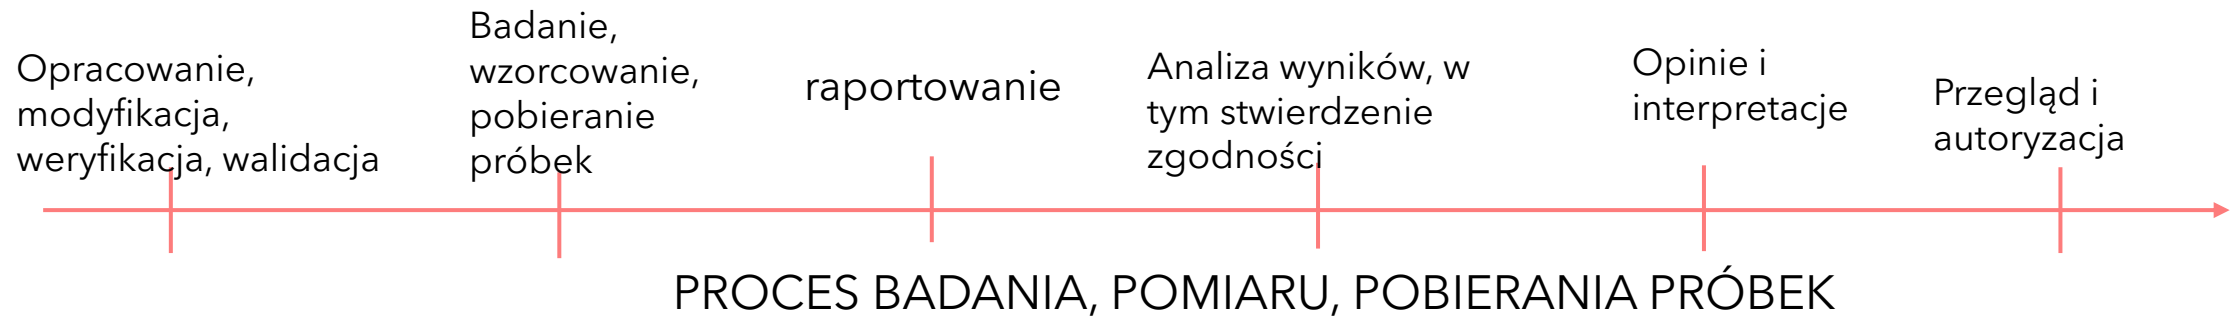 Opracowanie,
modyfikacja,
weryfikacja, walidacja
Badanie,
wzorcowanie,
pobieranie
próbek
raportowanie
Analiza wyników, w
tym stwierdzenie
zgodności
Opinie i
interpretacje
Przegląd i
autoryzacja
PROCES BADANIA, POMIARU, POBIERANIA PRÓBEK